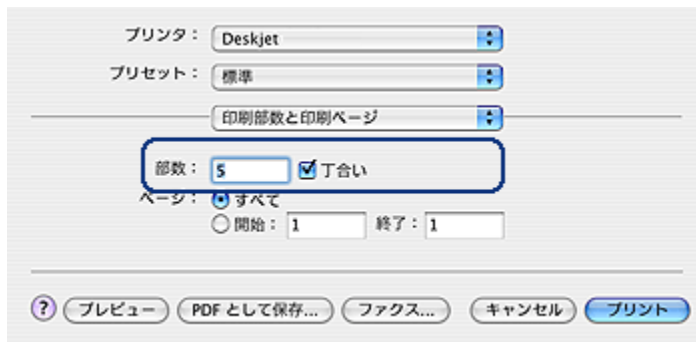 プリンタ： Deskjet
プリセット： 標準
印刷部数と印刷ページ
部数： 5 丁合い
ページ： すべて
開始： 1 終了： 1
? プレビュー PDF として保存... ファクス... キャンセル プリント